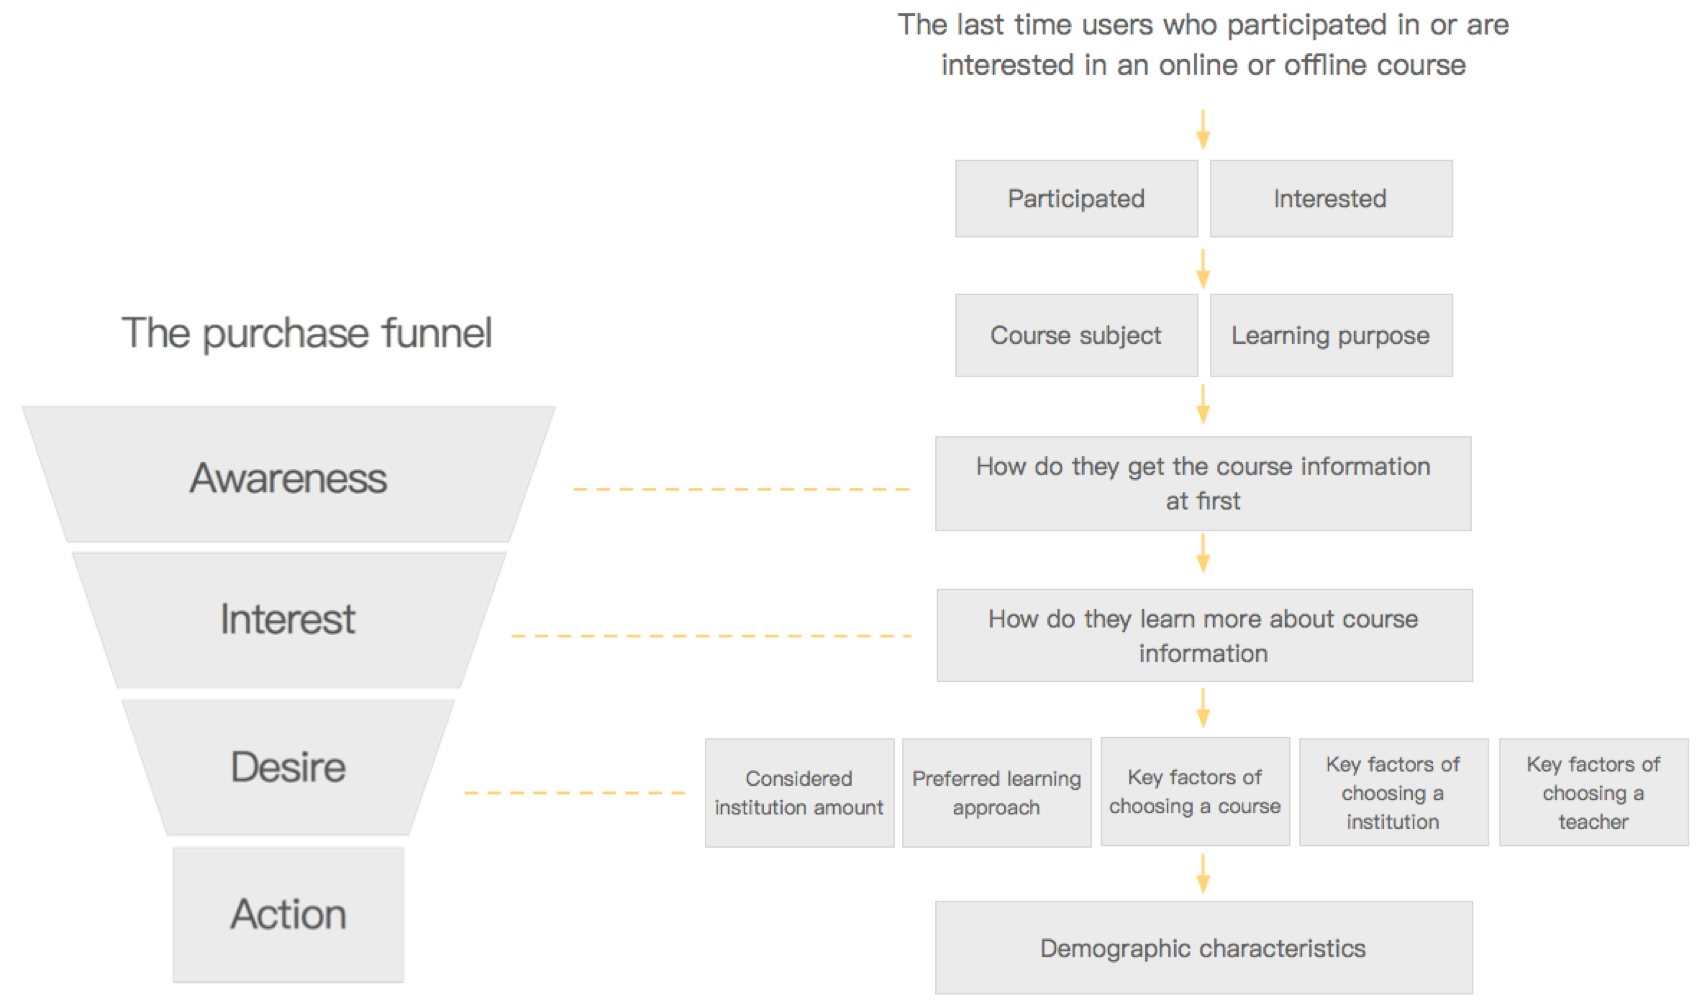 The last time users who participated in or are
interested in an online or offline course
Participated
Interested
Course subject
Learning purpose
The purchase funnel
Awareness
How do they get the course information
at first
Interest
How do they learn more about course
information
Desire
Considered
institution amount
Preferred learning
approach
Key factors of
choosing a course
Key factors of
choosing a
institution
Key factors of
choosing a
teacher
Action
Demographic characteristics